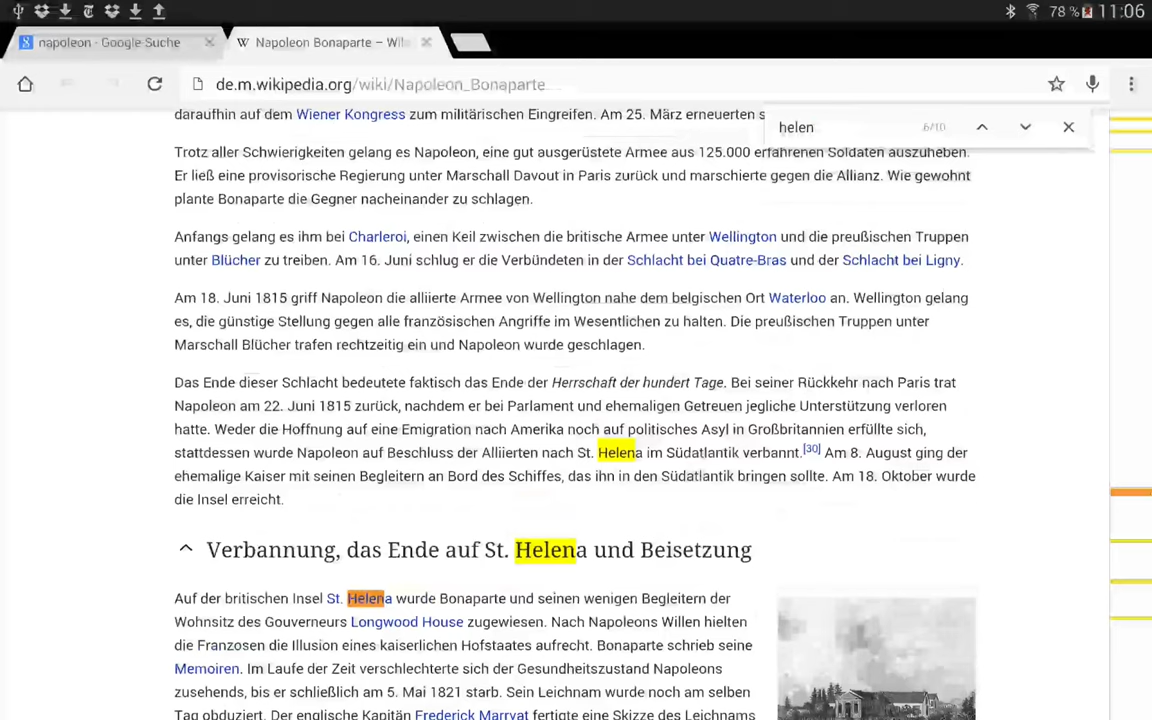 78 % 11:06
napoleon - Google-Suche
Napoleon Bonaparte – Wi
de.m.wikipedia.org/wiki/Napoleon_Bonaparte
daraufhin auf dem Wiener Kongress zum militärischen Eingreifen. Am 25. März erneuerten s
helen 6/10
Trotz aller Schwierigkeiten gelang es Napoleon, eine gut ausgerüstete Armee aus 125.000 erfahrenen Soldaten auszuheben.
Er ließ eine provisorische Regierung unter Marschall Davout in Paris zurück und marschierte gegen die Allianz. Wie gewohnt
plante Bonaparte die Gegner nacheinander zu schlagen.
Anfangs gelang es ihm bei Charleroi, einen Keil zwischen die britische Armee unter Wellington und die preußischen Truppen
unter Blücher zu treiben. Am 16. Juni schlug er die Verbündeten in der Schlacht bei Quatre-Bras und der Schlacht bei Ligny.
Am 18. Juni 1815 griff Napoleon die alliierte Armee von Wellington nahe dem belgischen Ort Waterloo an. Wellington gelang
es, die günstige Stellung gegen alle französischen Angriffe im Wesentlichen zu halten. Die preußischen Truppen unter
Marschall Blücher trafen rechtzeitig ein und Napoleon wurde geschlagen.
Das Ende dieser Schlacht bedeutete faktisch das Ende der Herrschaft der hundert Tage. Bei seiner Rückkehr nach Paris trat
Napoleon am 22. Juni 1815 zurück, nachdem er bei Parlament und ehemaligen Getreuen jegliche Unterstützung verloren
hatte. Weder die Hoffnung auf eine Emigration nach Amerika noch auf politisches Asyl in Großbritannien erfüllte sich,
stattdessen wurde Napoleon auf Beschluss der Alliierten nach St. Helena im Südatlantik verbannt.[30] Am 8. August ging der
ehemalige Kaiser mit seinen Begleitern an Bord des Schiffes, das ihn in den Südatlantik bringen sollte. Am 18. Oktober wurde
die Insel erreicht.
Verbannung, das Ende auf St. Helena und Beisetzung
Auf der britischen Insel St. Helena wurde Bonaparte und seinen wenigen Begleitern der
Wohnsitz des Gouverneurs Longwood House zugewiesen. Nach Napoleons Willen hielten
die Franzosen die Illusion eines kaiserlichen Hofstaates aufrecht. Bonaparte schrieb seine
Memoiren. Im Laufe der Zeit verschlechterte sich der Gesundheitszustand Napoleons
zusehends, bis er schließlich am 5. Mai 1821 starb. Sein Leichnam wurde noch am selben
Tag obduziert. Der englische Kapitän Frederick Marryat fertigte eine Skizze des Leichnams